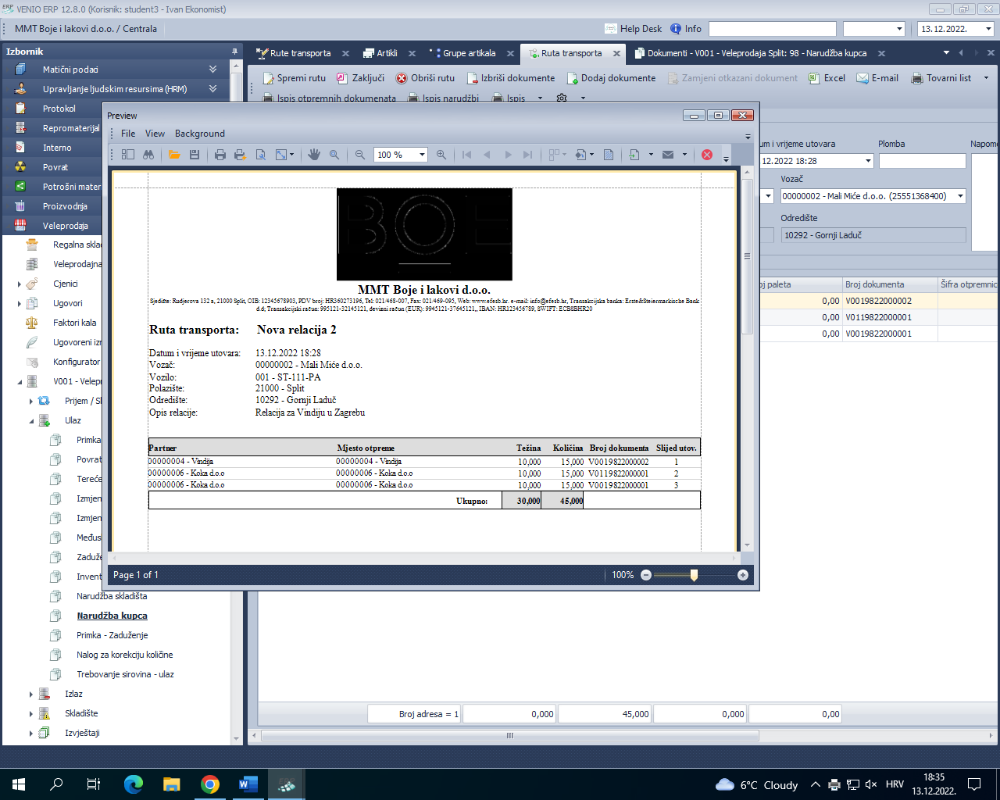 VENIO ERP 12.8.0 (Korisnik: student3 - Ivan Ekonomist)
MMT Boje i lakovi d.o.o. / Centrala
Help Desk
Info
13.12.2022.
Izbornik
Matični podaci
Upravljanje ljudskim resursima (HRM)
Protokol
Repromaterijal
Interno
Povrat
Potrošni mater
Proizvodnja
Veleprodaja
Regalna skla
Veleprodajna
Cjenici
Ugovori
Faktori kala
Ugovoreni iz
Konfigurator
V001 - Velep
Prijem / Sk
Ulaz
Primka
Povrat
Tereće
Izmjen
Izmjen
Međus
Zaduže
Invent
Narudžba skladišta
Narudžba kupca
Primka - Zaduženje
Nalog za korekciju količine
Trebovanje sirovina - ulaz
Izlaz
Skladište
Izvještaji
Rute transporta
Artikli
Grupe artikala
Ruta transporta
Dokumenti - V001 - Veleprodaja Split: 98 - Narudžba kupca
Spremi rutu
Zaključi
Obriši rutu
Izbriši dokumente
Dodaj dokumente
Zamjeni otkazani dokument
Excel
E-mail
Tovarni list
Ispis otpremnih dokumenata
Ispis narudžbi
Ispis
um i vrijeme utovara
Plomba
Napom
12.2022 18:28
Vozač
00000002 - Mali Miće d.o.o. (25551368400)
Odredište
10292 - Gornji Laduč
oj paleta
Broj dokumenta
Šifra otpremnic
0,00 V0019822000002
0,00 V0119822000001
0,00 V0019822000001
Preview
File View Background
100 %
MMT Boje i lakovi d.o.o.
Sjedište: Ruđerova 132 a, 21000 Split, OIB: 12345678903, PDV broj: HR360273196, Tel: 021/468-007, Fax: 021/469-095, Web: www.efesb.hr. e-mail: info@efesb.hr, Transakcijska banka: Erste&Steiermarkische Bank
d.d; Transakcijski račun: 995121-32145121, devizni račun (EUR): 9945121-37645121,, IBAN: HR123456789, SWIFT: ECBSBHR20
Ruta transporta: Nova relacija 2
Datum i vrijeme utovara: 13.12.2022 18:28
Vozač: 00000002 - Mali Miće d.o.o.
Vozilo: 001 - ST-111-PA
Polazište: 21000 - Split
Odredište: 10292 - Gornji Laduč
Opis relacije: Relacija za Vindiju u Zagrebu
Partner Mjesto otpreme Težina Količina Broj dokumenta Slijed utov.
00000004 - Vindija 00000004 - Vindija 10,000 15,000 V0019822000002 1
00000006 - Koka d.o.o 00000006 - Koka d.o.o 10,000 15,000 V0119822000001 2
00000006 - Koka d.o.o 00000006 - Koka d.o.o 10,000 15,000 V0019822000001 3
Ukupno: 30,000 45,000
Page 1 of 1
100%
Broj adresa = 1 0,000 45,000 0,000 0,00
6°C Cloudy
HRV
18:35
13.12.2022.
BOE